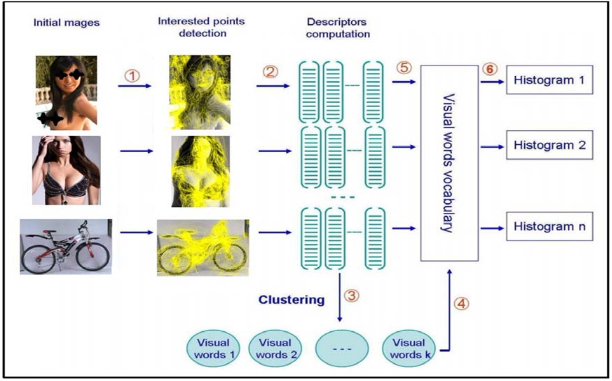 Initial mages
Interested points
detection
Descriptors
computation
①
②
⑤
⑥
Visual words vocabulary
Histogram 1
Histogram 2
- - -
Histogram n
Clustering
③
④
Visual
words 1
Visual
words 2
- - -
Visual
words k